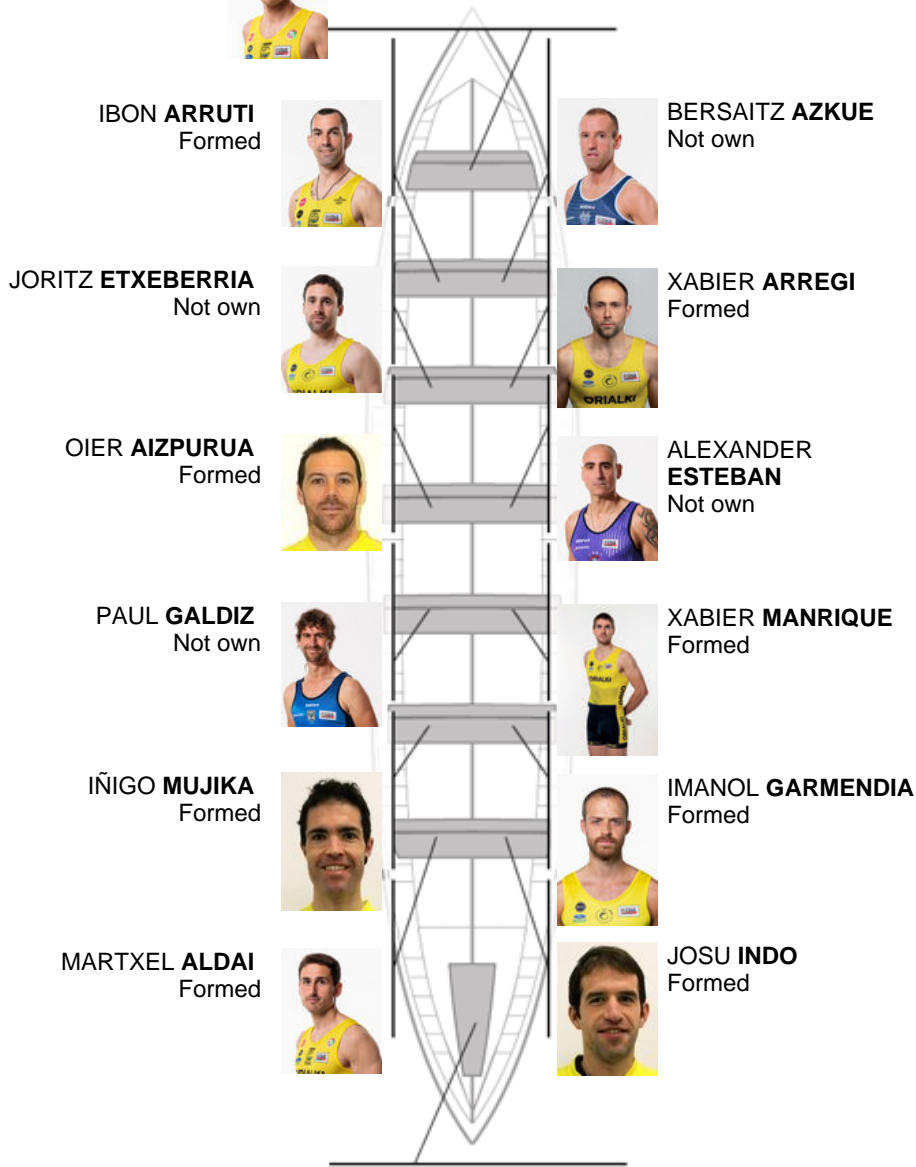 IBON ARRUTI
Formed
BERSAITZ AZKUE
Not own
JORITZ ETXEBERRIA
Not own
XABIER ARREGI
Formed
ORIALKI
OIER AIZPURUA
Formed
ALEXANDER
ESTEBAN
Not own
PAUL GALDIZ
Not own
XABIER MANRIQUE
Formed
IÑIGO MUJIKA
Formed
IMANOL GARMENDIA
Formed
MARTXEL ALDAI
Formed
JOSU INDO
Formed